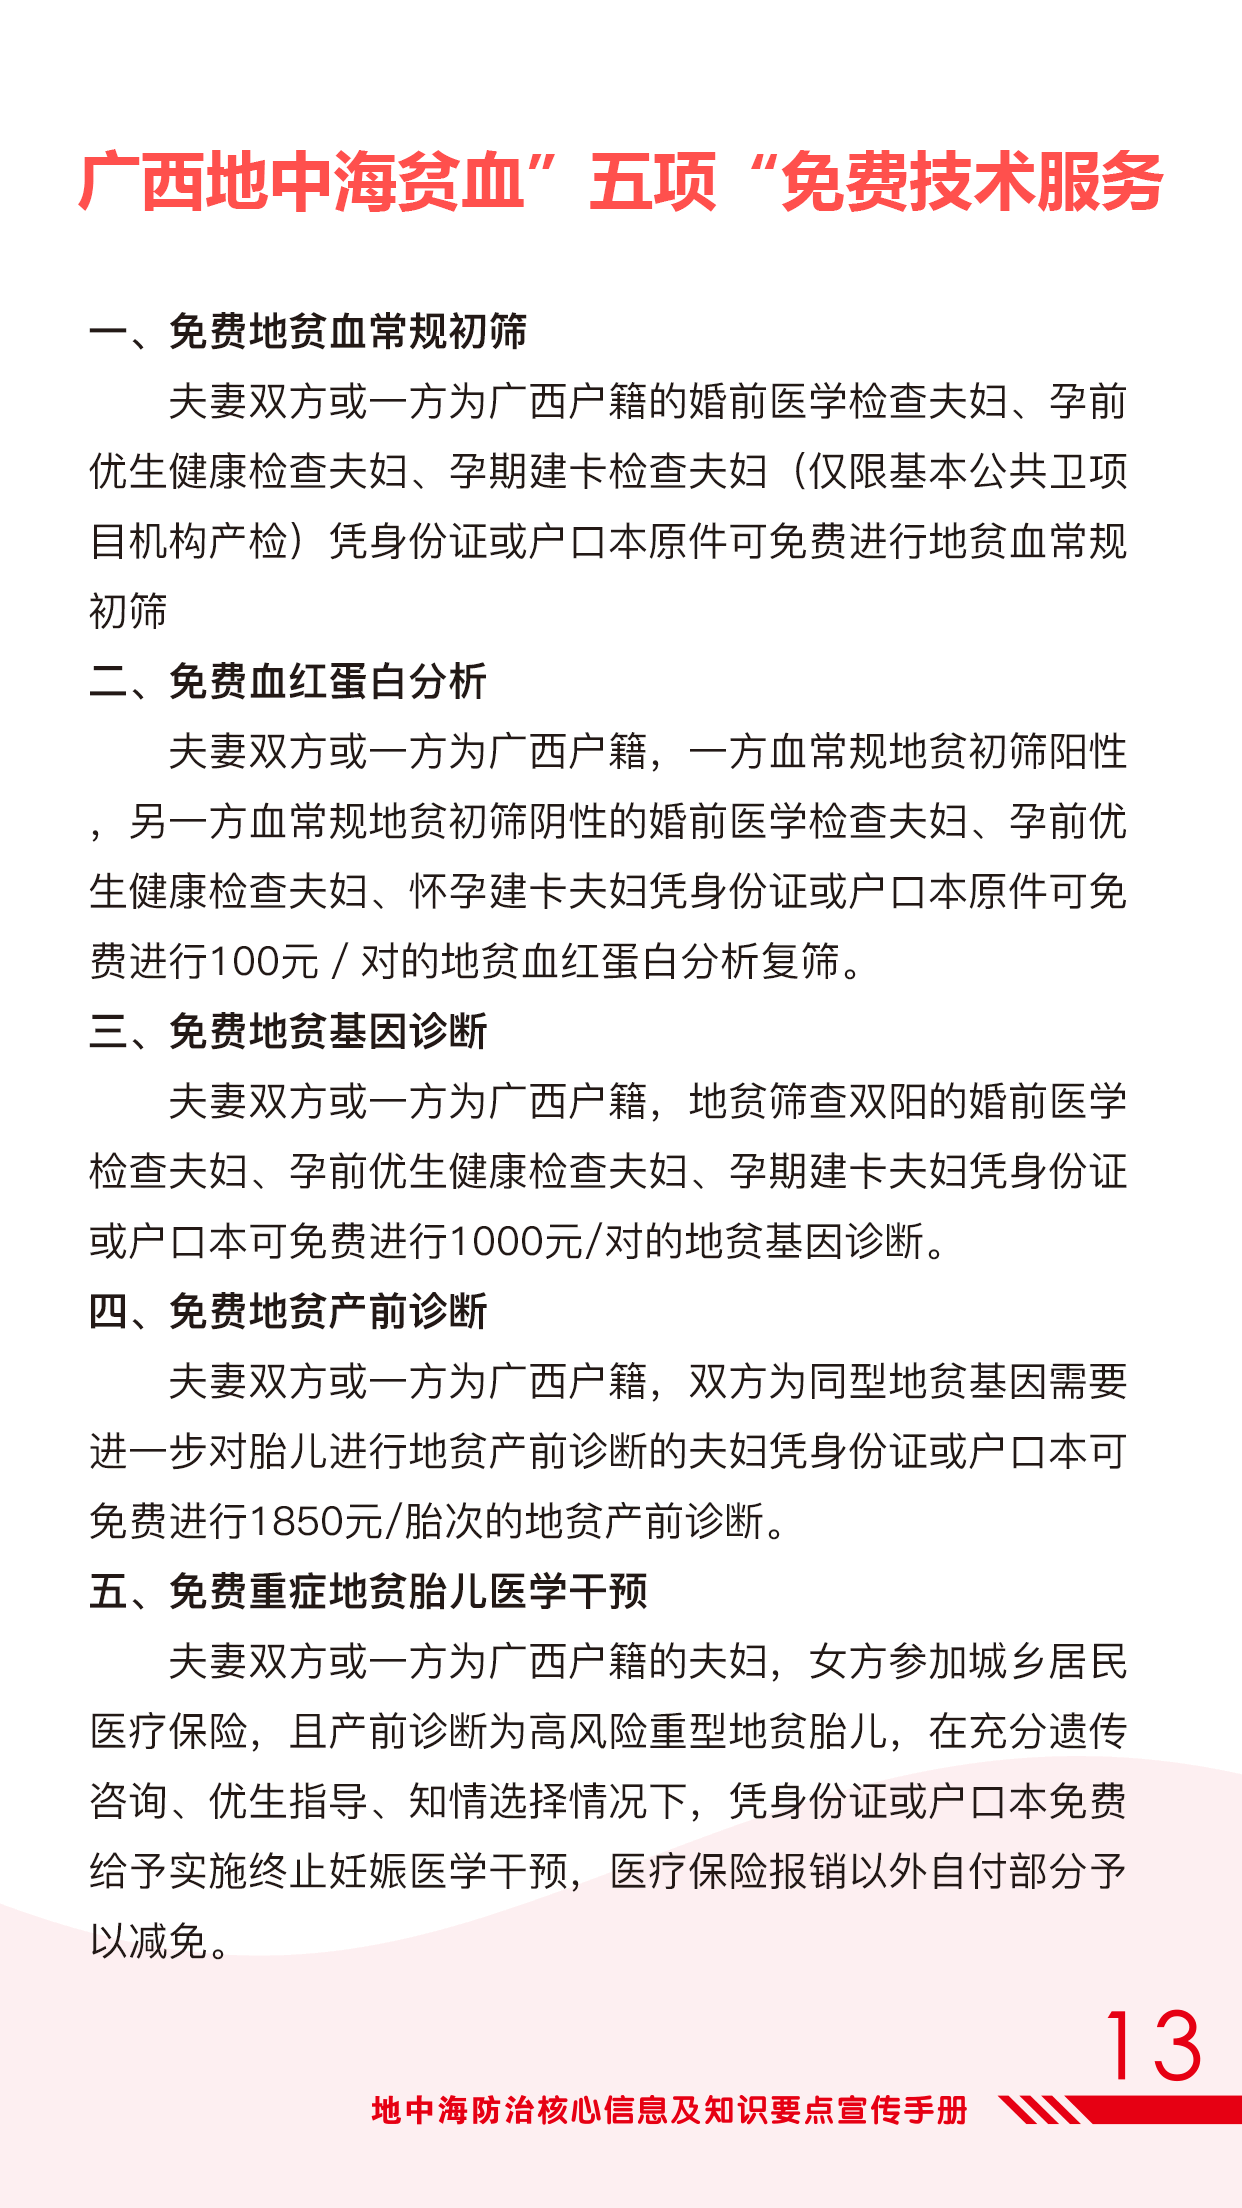 广西地中海贫血”五项“免费技术服务
一、免费地贫血常规初筛
夫妻双方或一方为广西户籍的婚前医学检查夫妇、孕前
优生健康检查夫妇、孕期建卡检查夫妇（仅限基本公共卫项
目机构产检）凭身份证或户口本原件可免费进行地贫血常规
初筛
二、免费血红蛋白分析
夫妻双方或一方为广西户籍，一方血常规地贫初筛阳性
，另一方血常规地贫初筛阴性的婚前医学检查夫妇、孕前优
生健康检查夫妇、怀孕建卡夫妇凭身份证或户口本原件可免
费进行100元 / 对的地贫血红蛋白分析复筛。
三、免费地贫基因诊断
夫妻双方或一方为广西户籍，地贫筛查双阳的婚前医学
检查夫妇、孕前优生健康检查夫妇、孕期建卡夫妇凭身份证
或户口本可免费进行1000元/对的地贫基因诊断。
四、免费地贫产前诊断
夫妻双方或一方为广西户籍，双方为同型地贫基因需要
进一步对胎儿进行地贫产前诊断的夫妇凭身份证或户口本可
免费进行1850元/胎次的地贫产前诊断。
五、免费重症地贫胎儿医学干预
夫妻双方或一方为广西户籍的夫妇，女方参加城乡居民
医疗保险，且产前诊断为高风险重型地贫胎儿，在充分遗传
咨询、优生指导、知情选择情况下，凭身份证或户口本免费
给予实施终止妊娠医学干预，医疗保险报销以外自付部分予
以减免。
13
地中海防治核心信息及知识要点宣传手册